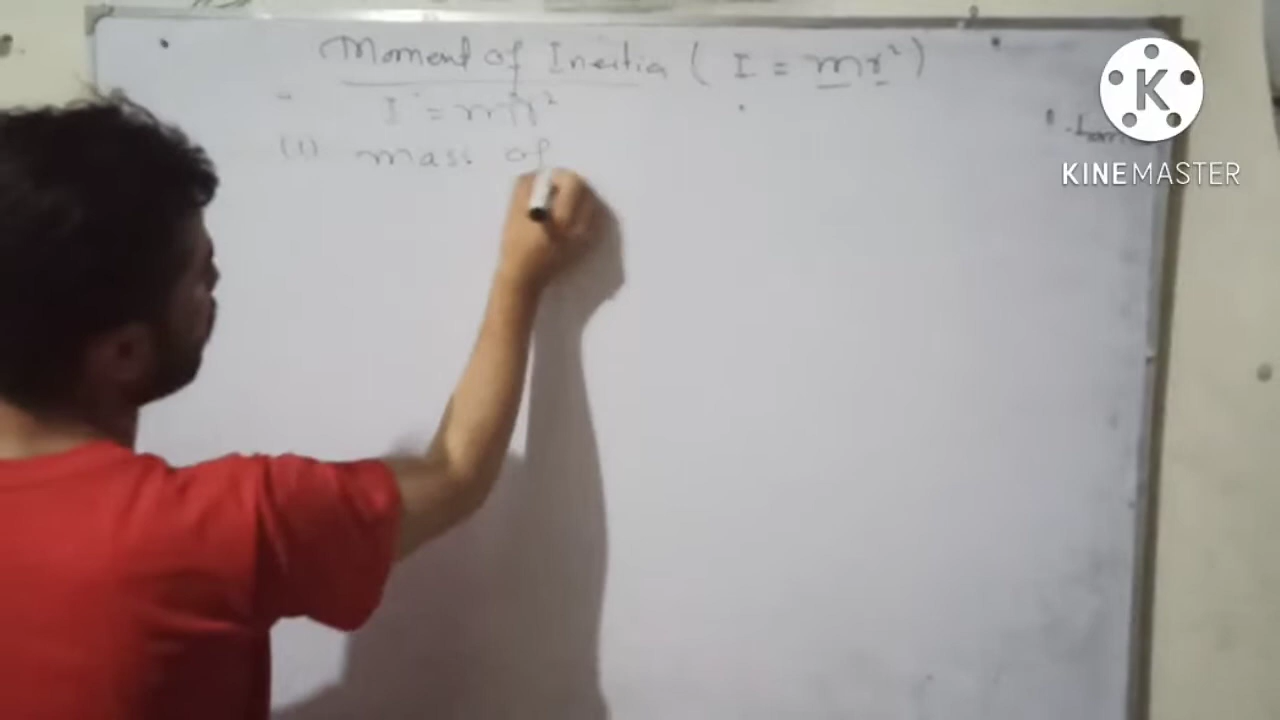 Moment of Inertia ( I = mr² )
I = mr²
(1) mass of
K
KINEMASTER